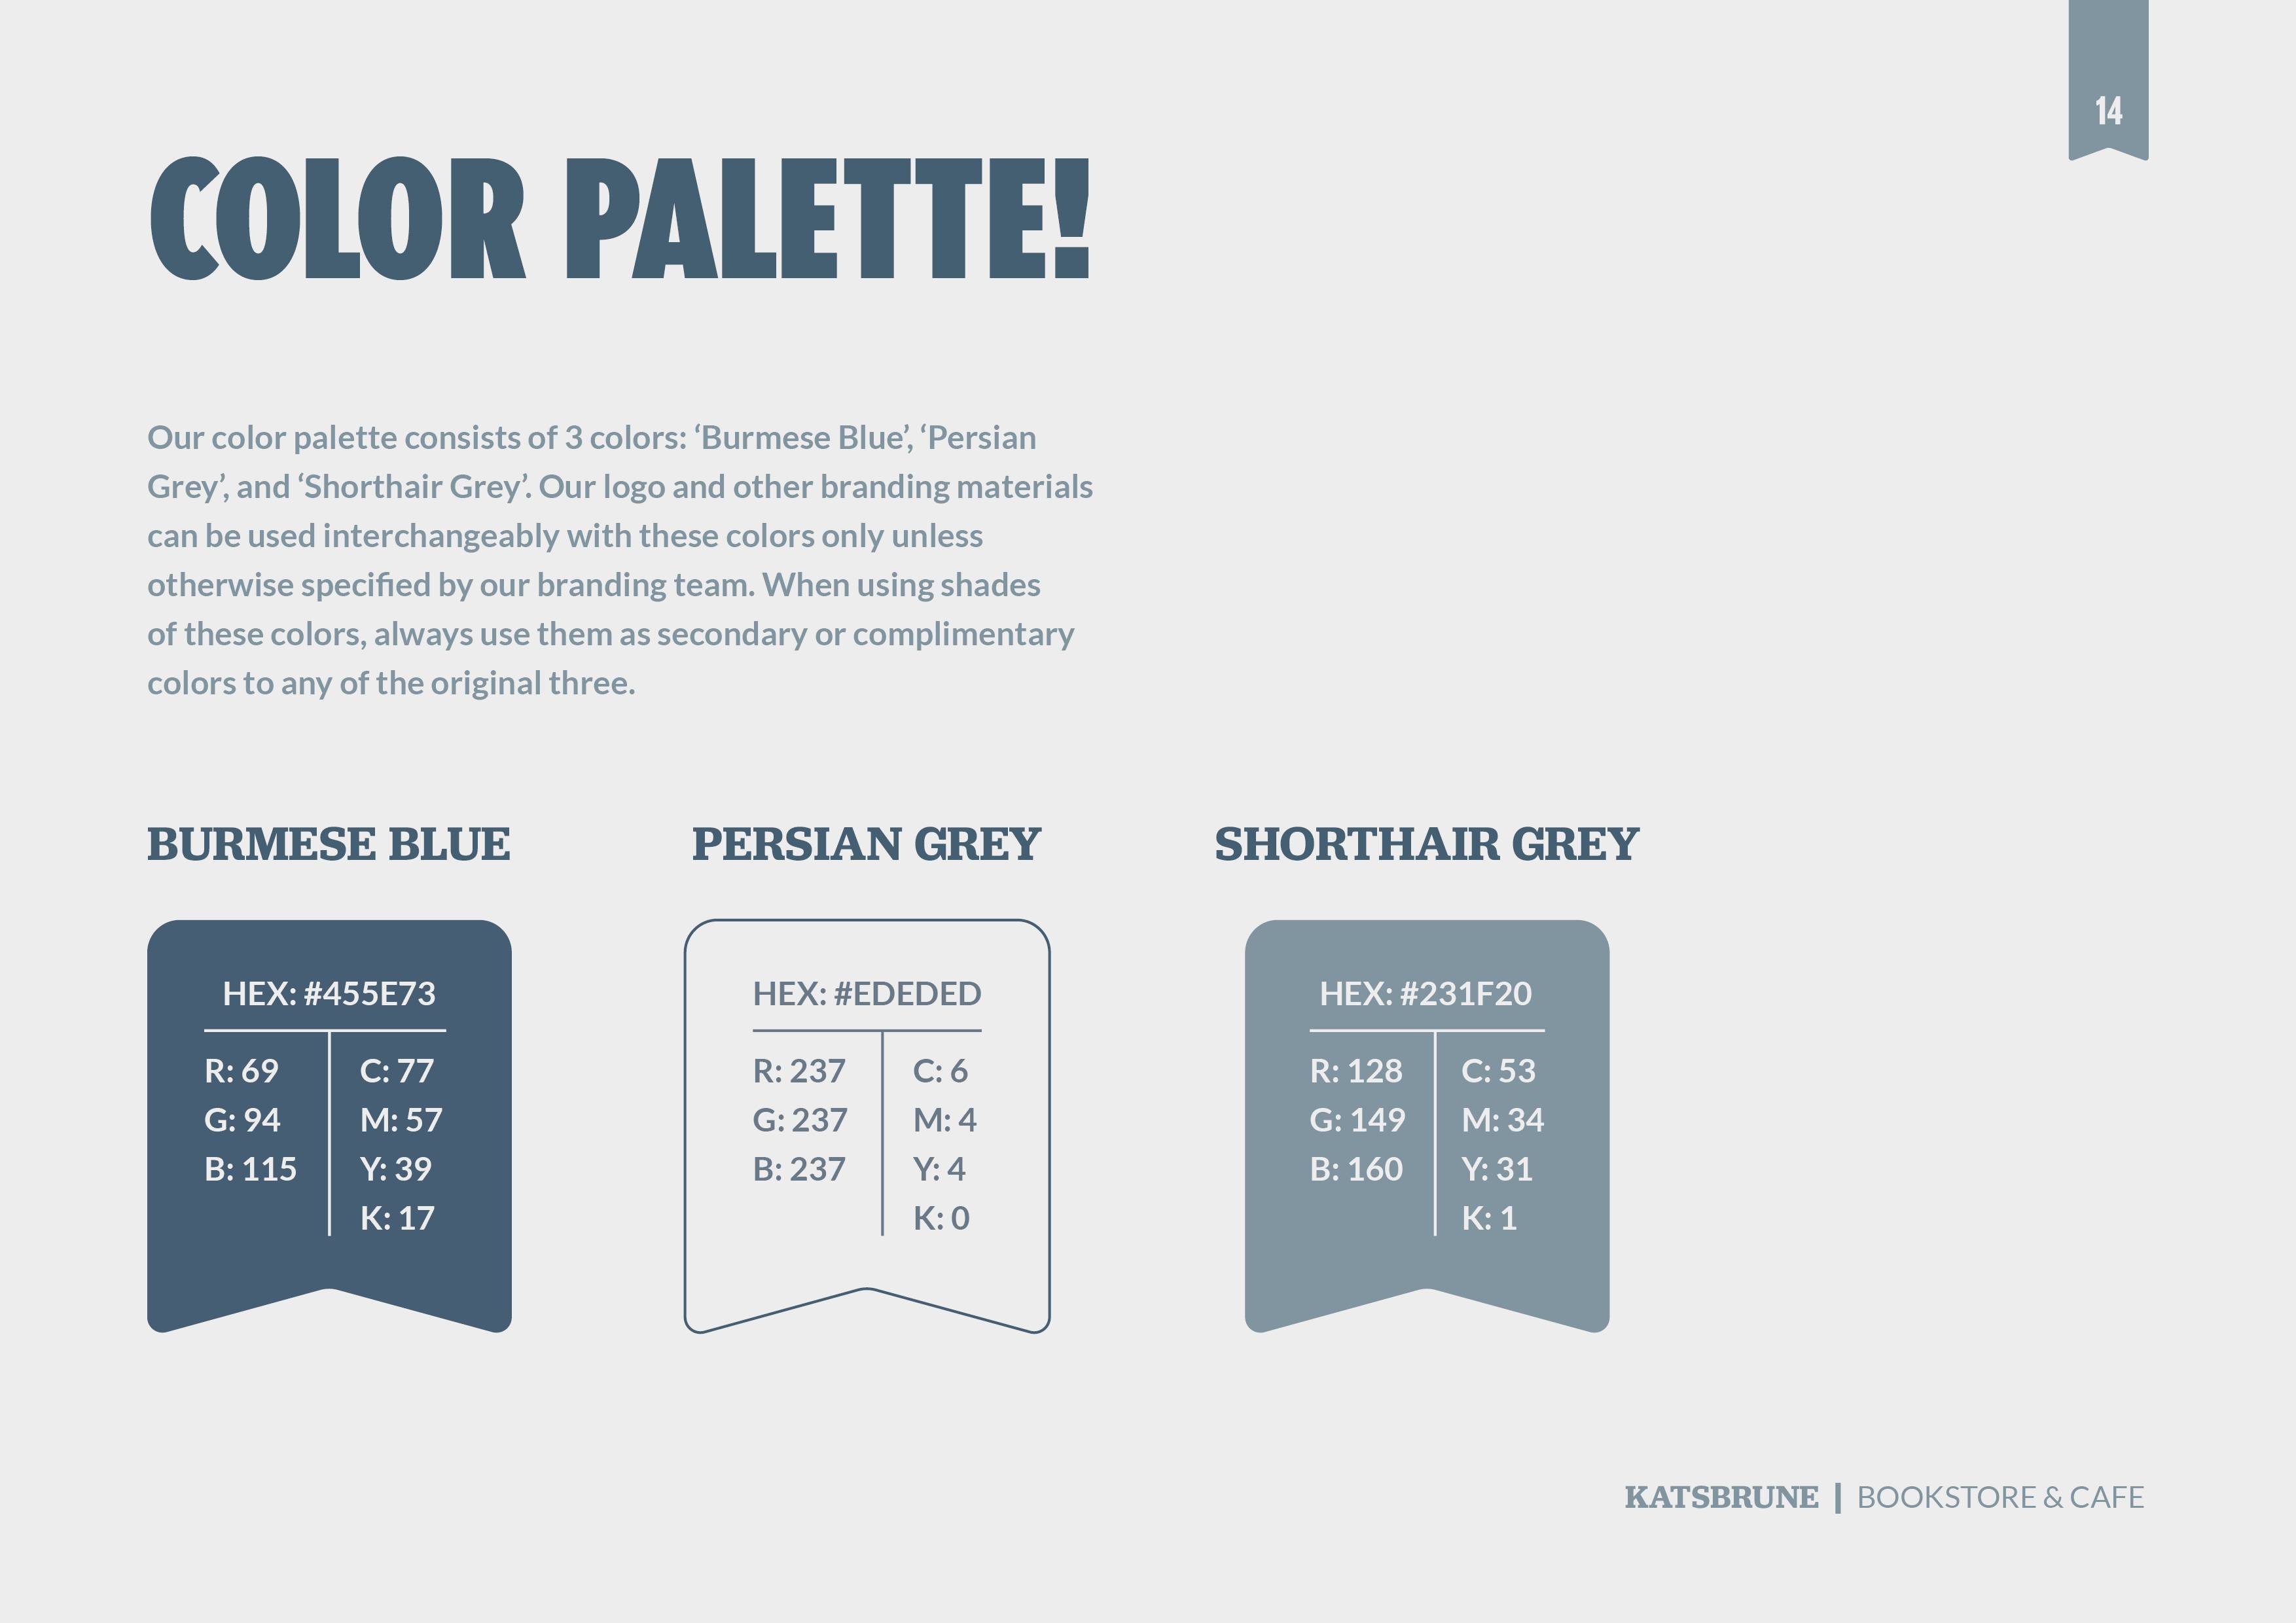 14
COLOR PALETTE!
Our color palette consists of 3 colors: ‘Burmese Blue’, ‘Persian
Grey’, and ‘Shorthair Grey’. Our logo and other branding materials
can be used interchangeably with these colors only unless
otherwise specified by our branding team. When using shades
of these colors, always use them as secondary or complimentary
colors to any of the original three.
BURMESE BLUE
HEX: #455E73
R: 69
G: 94
B: 115
C: 77
M: 57
Y: 39
K: 17
PERSIAN GREY
HEX: #EDEDED
R: 237
G: 237
B: 237
C: 6
M: 4
Y: 4
K: 0
SHORTHAIR GREY
HEX: #231F20
R: 128
G: 149
B: 160
C: 53
M: 34
Y: 31
K: 1
KATSBRUNE | BOOKSTORE & CAFE